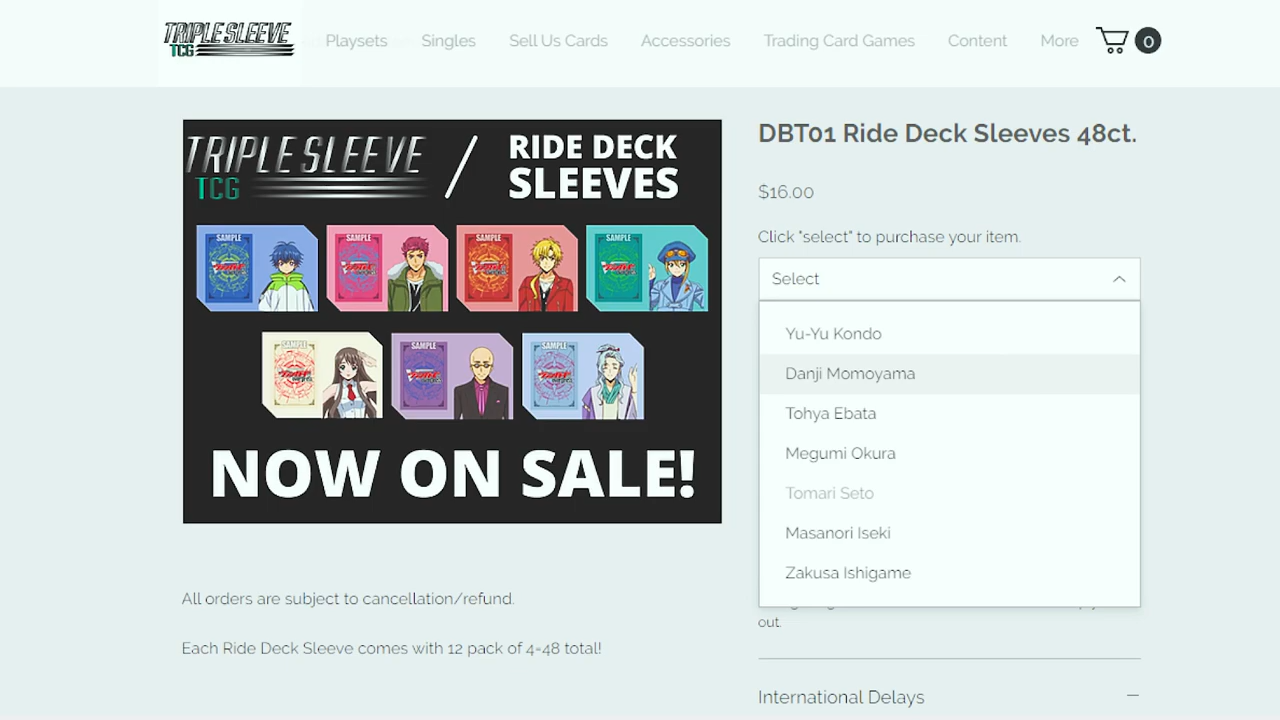 TRIPLE SLEEVE
TCG
Playsets
Singles
Sell Us Cards
Accessories
Trading Card Games
Content
More
0
TRIPLE SLEEVE
TCG
/
RIDE DECK
SLEEVES
SAMPLE
SAMPLE
SAMPLE
SAMPLE
SAMPLE
SAMPLE
SAMPLE
NOW ON SALE!
All orders are subject to cancellation/refund.
Each Ride Deck Sleeve comes with 12 pack of 4-48 total!
DBT01 Ride Deck Sleeves 48ct.
$16.00
Click "select" to purchase your item.
Select
Yu-Yu Kondo
Danji Momoyama
Tohya Ebata
Megumi Okura
Tomari Seto
Masanori Iseki
Zakusa Ishigame
out.
International Delays